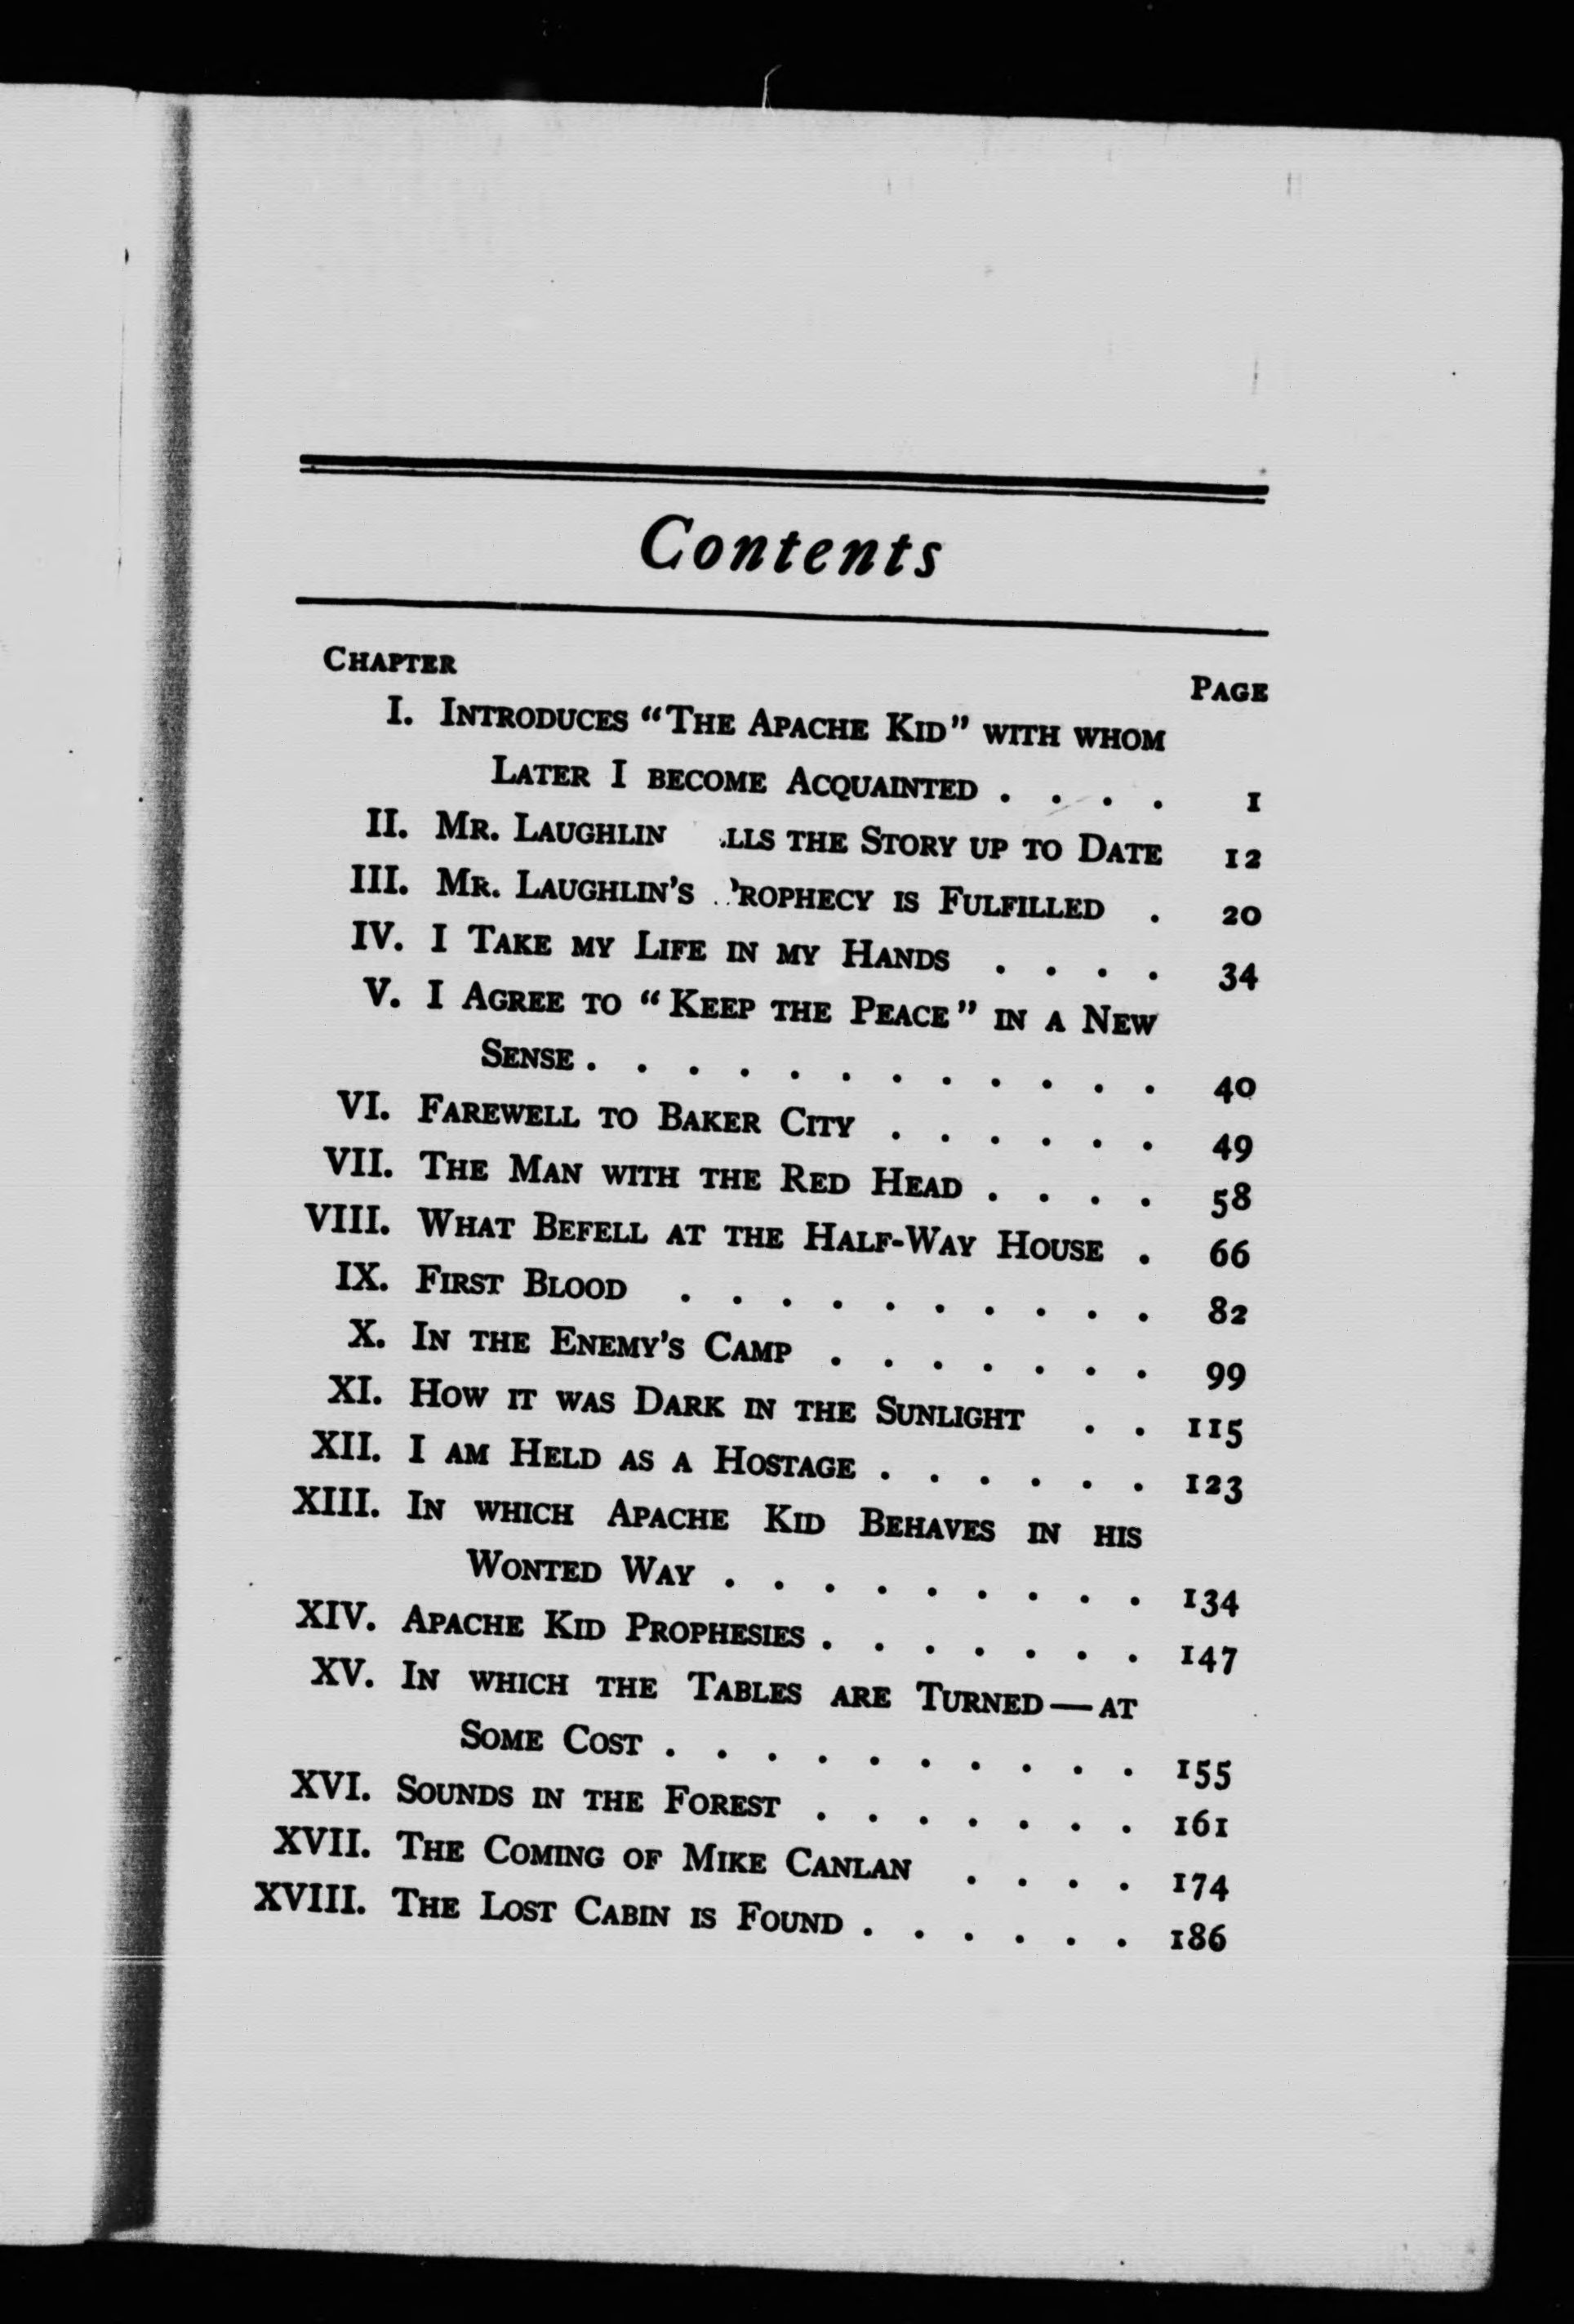 Contents
CHAPTER PAGE
I. INTRODUCES "THE APACHE KID" WITH WHOM
LATER I BECOME ACQUAINTED . . . . 1
II. MR. LAUGHLIN THE STORY UP TO DATE 12
III. MR. LAUGHLIN'S IS FULFILLED . 20
IV. I TAKE MY LIFE IN MY HANDS . . . . 34
V. I AGREE TO "KEEP THE PEACE" IN A NEW
SENSE . . . . . . . . . . . . 40
VI. FAREWELL TO BAKER CITY . . . . . . 49
VII. THE MAN WITH THE RED HEAD . . . . 58
VIII. WHAT BEFELL AT THE HALF-WAY HOUSE . 66
IX. FIRST BLOOD . . . . . . . . . . 82
X. IN THE ENEMY'S CAMP . . . . . . . 99
XI. HOW IT WAS DARK IN THE SUNLIGHT . . 115
XII. I AM HELD AS A HOSTAGE . . . . . . 123
XIII. IN WHICH APACHE KID BEHAVES IN HIS
WONTED WAY . . . . . . . . . 134
XIV. APACHE KID PROPHESIES . . . . . . . 147
XV. IN WHICH THE TABLES ARE TURNED—AT
SOME COST . . . . . . . . . . 155
XVI. SOUNDS IN THE FOREST . . . . . . . 161
XVII. THE COMING OF MIKE CANLAN . . . . 174
XVIII. THE LOST CABIN IS FOUND . . . . . . 186